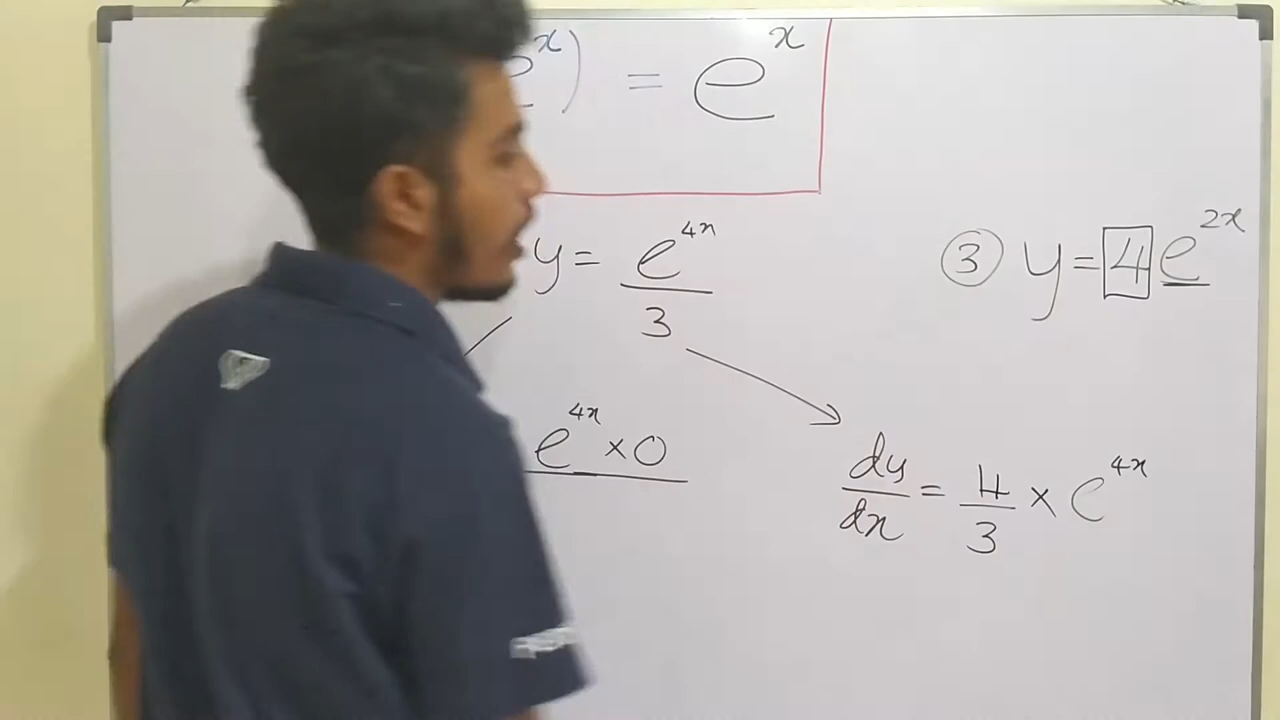 e^x) = e^x
y = e^{4x}/3
③ y = 4 e^{2x}
e^{4x} × 0
dy/dx = 4/3 × e^{4x}